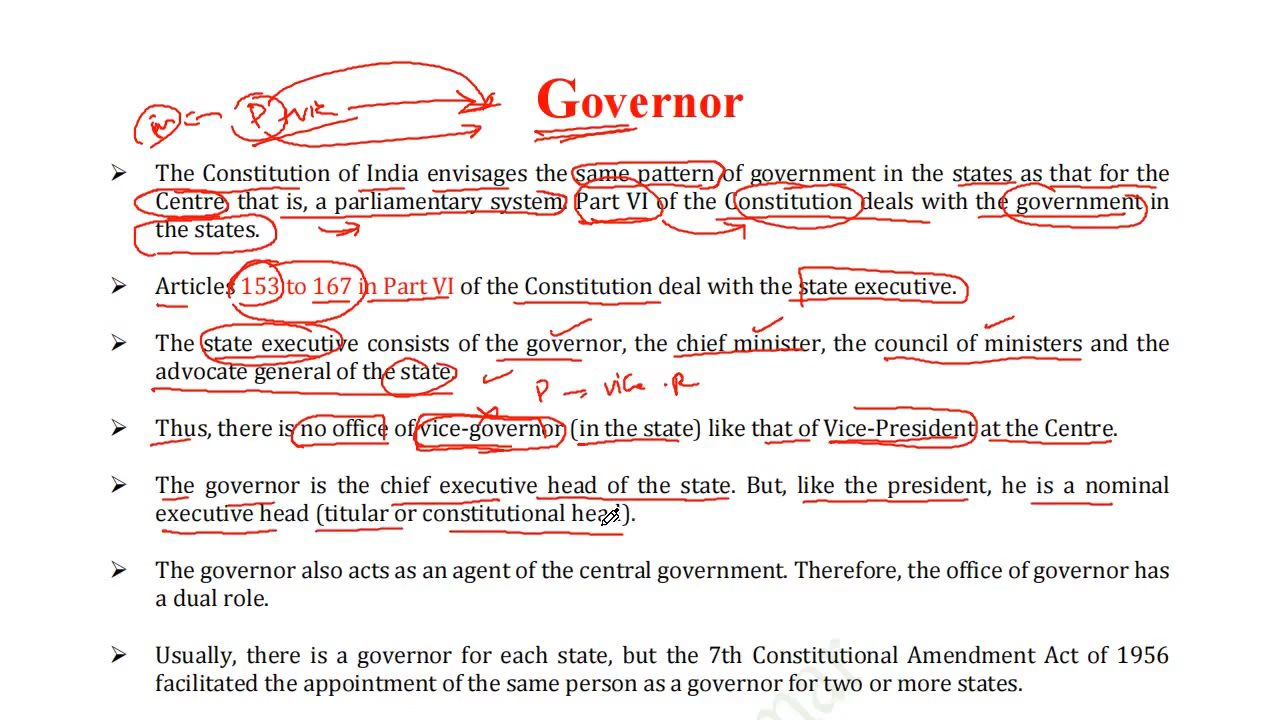 Governor
P vic
➢ The Constitution of India envisages the same pattern of government in the states as that for the
Centre, that is, a parliamentary system. Part VI of the Constitution deals with the government in
the states.
➢ Articles 153 to 167 in Part VI of the Constitution deal with the state executive.
➢ The state executive consists of the governor, the chief minister, the council of ministers and the
advocate general of the state.
P vice . P
➢ Thus, there is no office of vice-governor (in the state) like that of Vice-President at the Centre.
➢ The governor is the chief executive head of the state. But, like the president, he is a nominal
executive head (titular or constitutional head).
➢ The governor also acts as an agent of the central government. Therefore, the office of governor has
a dual role.
➢ Usually, there is a governor for each state, but the 7th Constitutional Amendment Act of 1956
facilitated the appointment of the same person as a governor for two or more states.